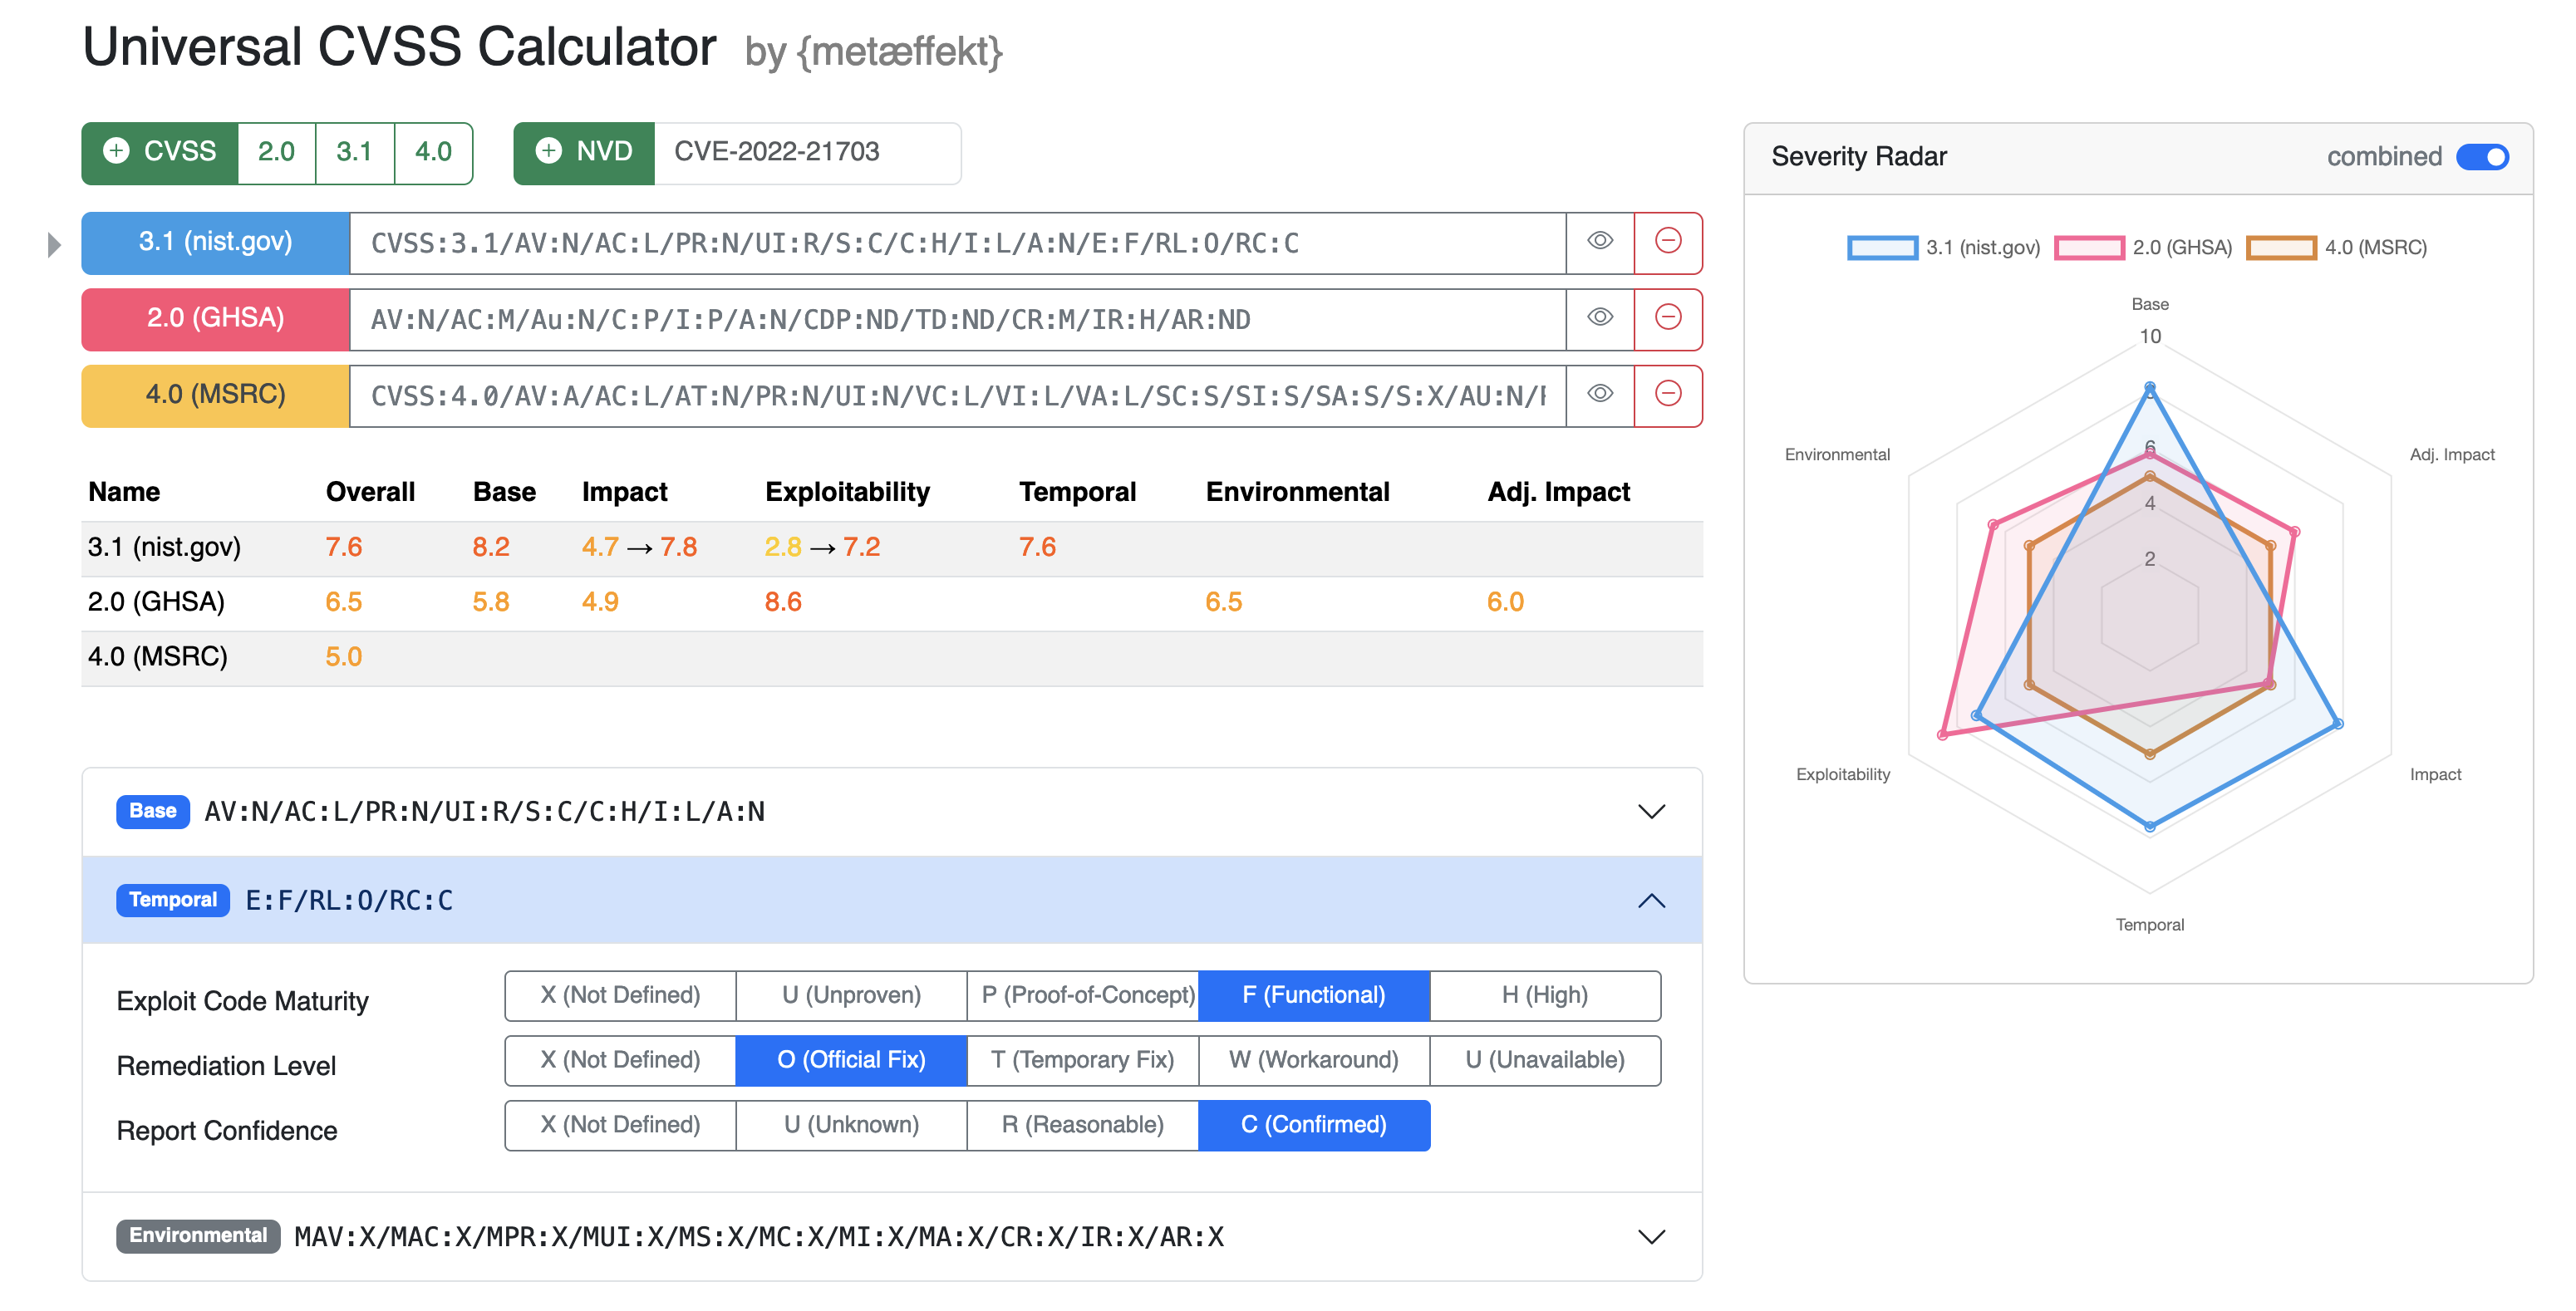 Universal CVSS Calculator by {metæffekt}
CVSS 2.0 3.1 4.0 NVD CVE-2022-21703
3.1 (nist.gov) CVSS:3.1/AV:N/AC:L/PR:N/UI:R/S:C/C:H/I:L/A:N/E:F/RL:O/RC:C
2.0 (GHSA) AV:N/AC:M/Au:N/C:P/I:P/A:N/CDP:ND/TD:ND/CR:M/IR:H/AR:ND
4.0 (MSRC) CVSS:4.0/AV:A/AC:L/AT:N/PR:N/UI:N/VC:L/VI:L/VA:L/SC:S/SI:S/SA:S/S:X/AU:N/
Name Overall Base Impact Exploitability Temporal Environmental Adj. Impact
3.1 (nist.gov) 7.6 8.2 4.7 → 7.8 2.8 → 7.2 7.6
2.0 (GHSA) 6.5 5.8 4.9 8.6 6.5 6.0
4.0 (MSRC) 5.0
Base AV:N/AC:L/PR:N/UI:R/S:C/C:H/I:L/A:N
Temporal E:F/RL:O/RC:C
Exploit Code Maturity X (Not Defined) U (Unproven) P (Proof-of-Concept) F (Functional) H (High)
Remediation Level X (Not Defined) O (Official Fix) T (Temporary Fix) W (Workaround) U (Unavailable)
Report Confidence X (Not Defined) U (Unknown) R (Reasonable) C (Confirmed)
Environmental MAV:X/MAC:X/MPR:X/MUI:X/MS:X/MC:X/MI:X/MA:X/CR:X/IR:X/AR:X
Severity Radar combined
3.1 (nist.gov) 2.0 (GHSA) 4.0 (MSRC)
Base
10
8
6
Environmental Adj. Impact
4
2
Exploitability Impact
Temporal